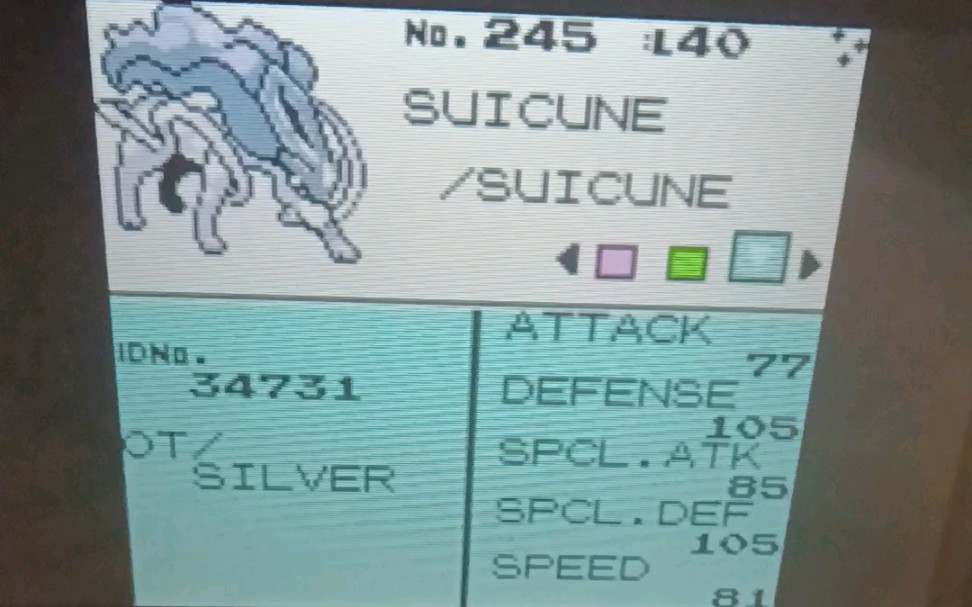 No. 245 :L40
SUICUNE
/SUICUNE
IDNo.
34731
OT/
SILVER
ATTACK
77
DEFENSE
105
SPCL.ATK
85
SPCL.DEF
105
SPEED
81